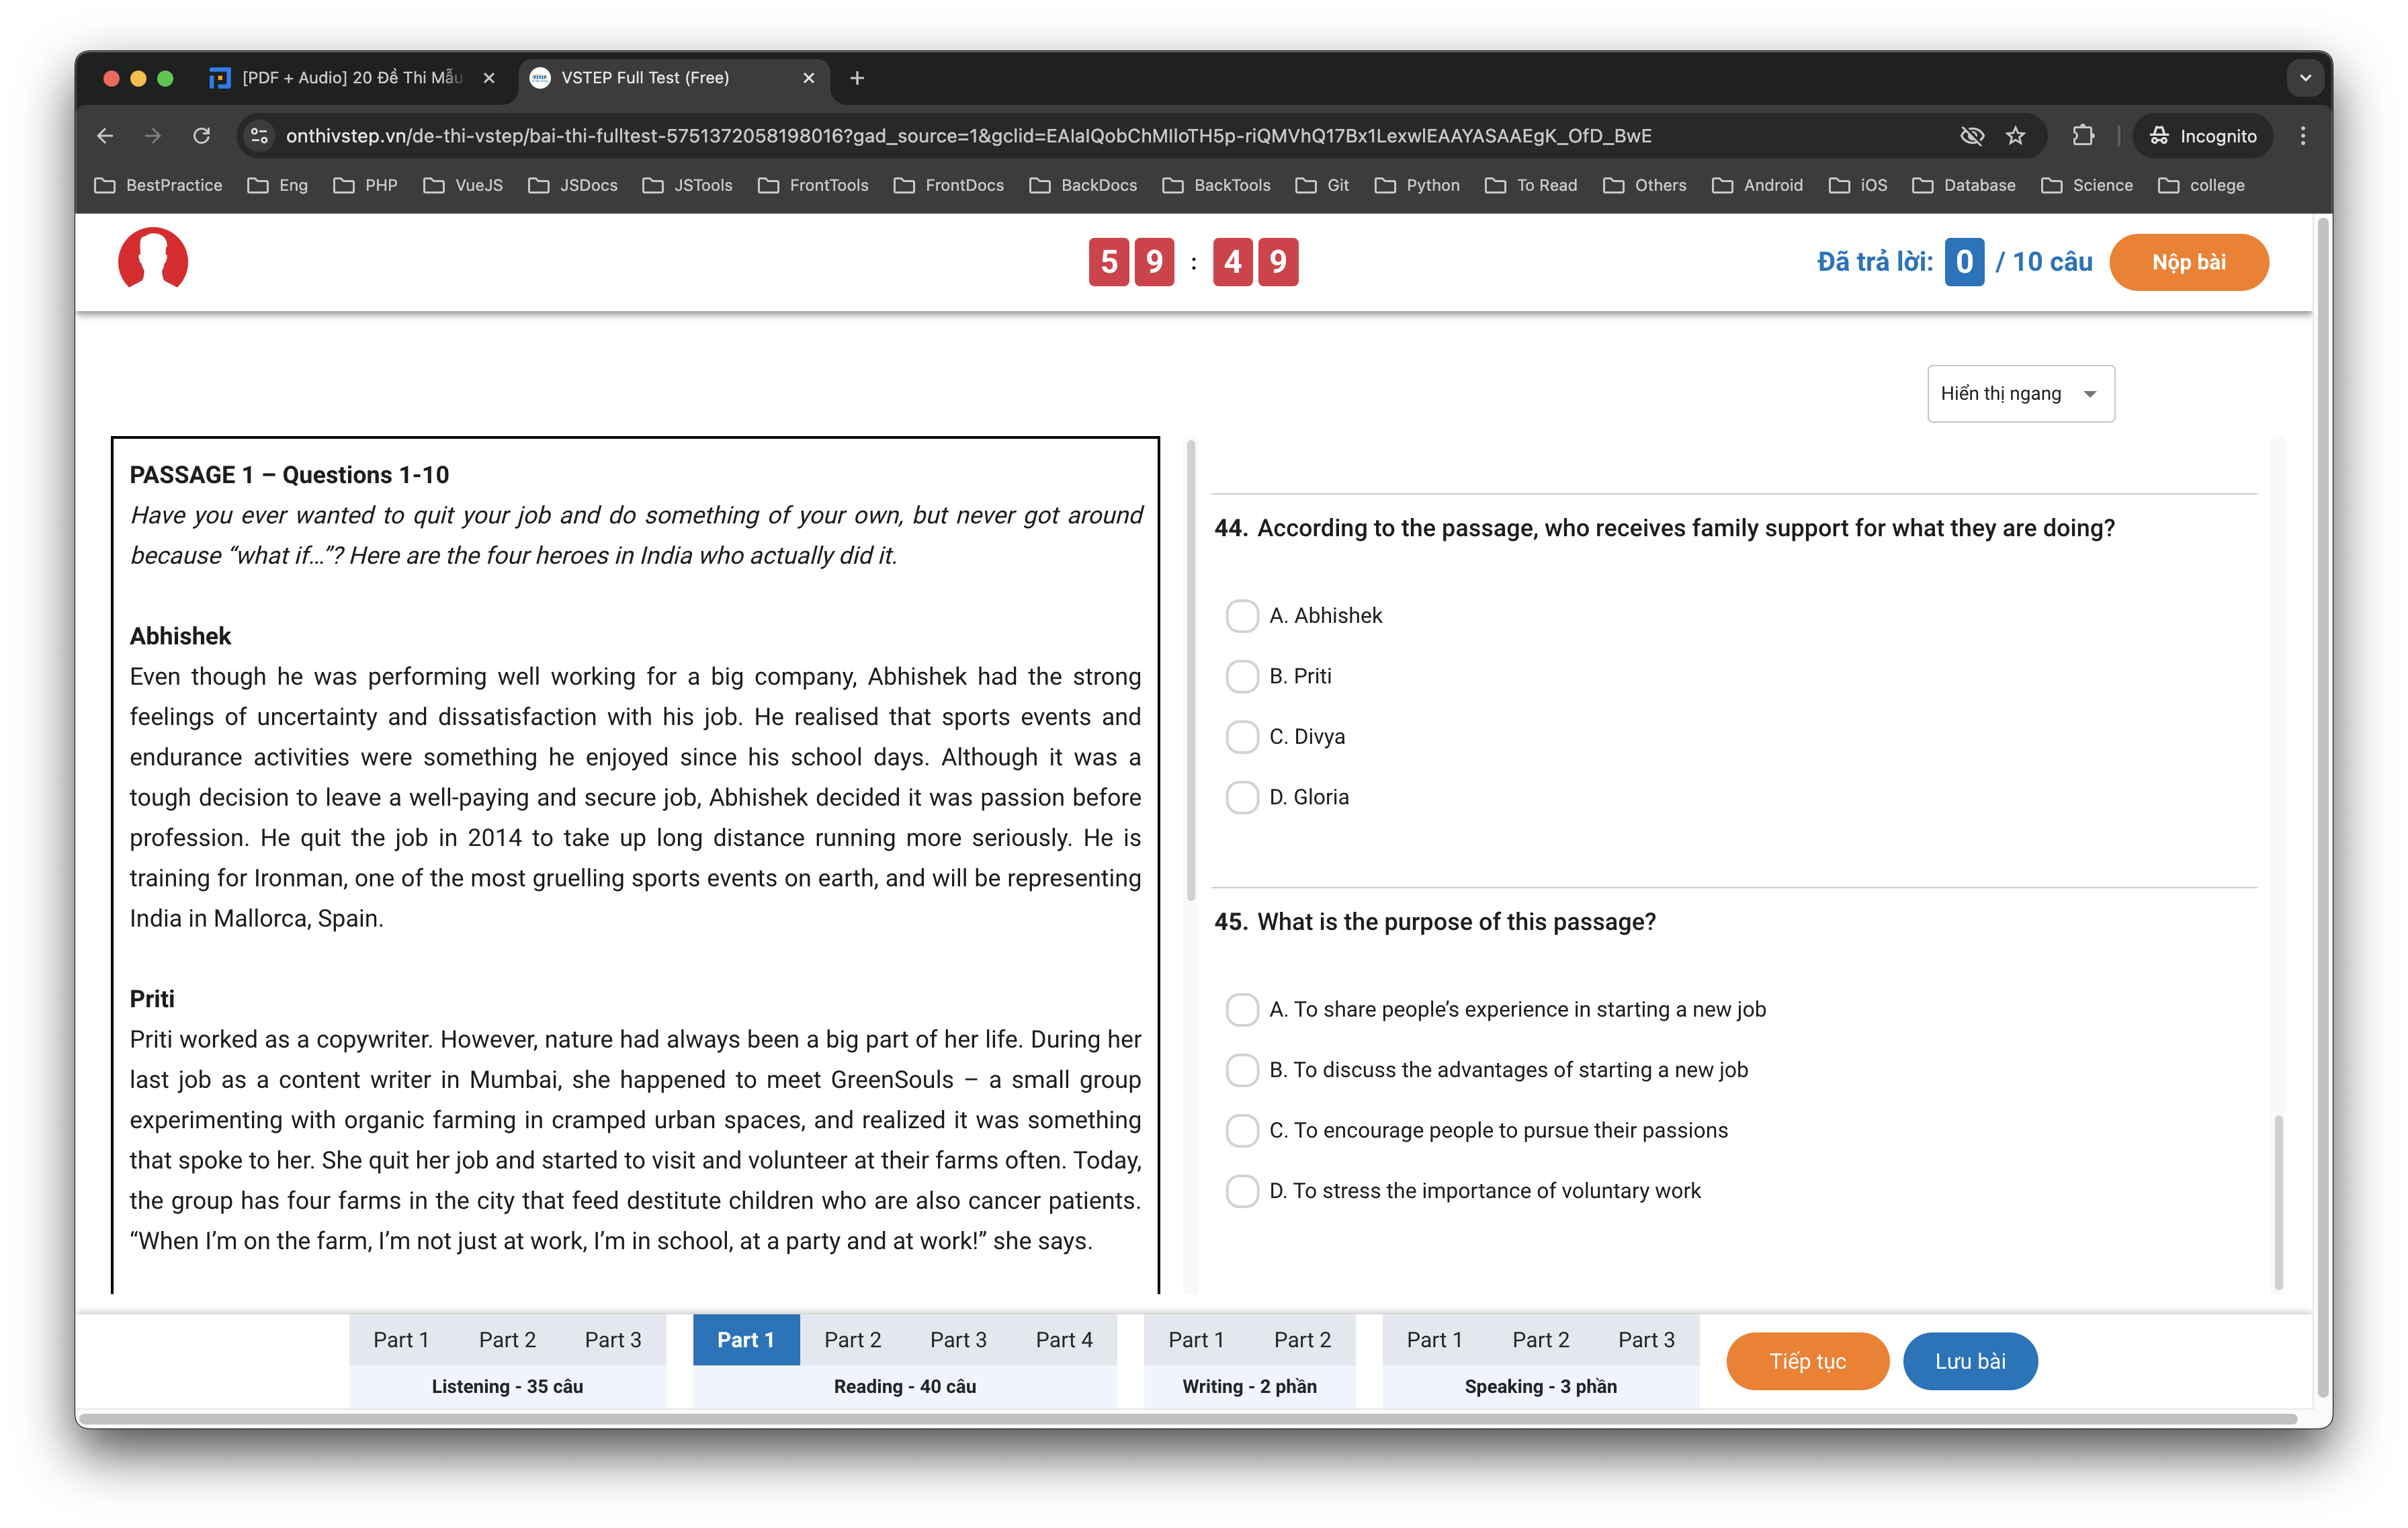 [PDF + Audio] 20 Đề Thi Mẫu
VSTEP Full Test (Free)
onthivstep.vn/de-thi-vstep/bai-thi-fulltest-5751372058198016?gad_source=1&gclid=EAIaIQobChMIloTH5p-riQMVhQ17Bx1LexwlEAAYASAAEgK_OfD_BwE
Incognito
BestPractice Eng PHP VueJS JSDocs JSTools FrontTools FrontDocs BackDocs BackTools Git Python To Read Others Android iOS Database Science college
59 : 49
Đã trả lời: 0 / 10 câu
Nộp bài
Hiển thị ngang
PASSAGE 1 – Questions 1-10
Have you ever wanted to quit your job and do something of your own, but never got around
because “what if…”? Here are the four heroes in India who actually did it.
Abhishek
Even though he was performing well working for a big company, Abhishek had the strong
feelings of uncertainty and dissatisfaction with his job. He realised that sports events and
endurance activities were something he enjoyed since his school days. Although it was a
tough decision to leave a well-paying and secure job, Abhishek decided it was passion before
profession. He quit the job in 2014 to take up long distance running more seriously. He is
training for Ironman, one of the most gruelling sports events on earth, and will be representing
India in Mallorca, Spain.
Priti
Priti worked as a copywriter. However, nature had always been a big part of her life. During her
last job as a content writer in Mumbai, she happened to meet GreenSouls – a small group
experimenting with organic farming in cramped urban spaces, and realized it was something
that spoke to her. She quit her job and started to visit and volunteer at their farms often. Today,
the group has four farms in the city that feed destitute children who are also cancer patients.
“When I’m on the farm, I’m not just at work, I’m in school, at a party and at work!” she says.
44. According to the passage, who receives family support for what they are doing?
A. Abhishek
B. Priti
C. Divya
D. Gloria
45. What is the purpose of this passage?
A. To share people’s experience in starting a new job
B. To discuss the advantages of starting a new job
C. To encourage people to pursue their passions
D. To stress the importance of voluntary work
Part 1 Part 2 Part 3
Listening - 35 câu
Part 1 Part 2 Part 3 Part 4
Reading - 40 câu
Part 1 Part 2
Writing - 2 phần
Part 1 Part 2 Part 3
Speaking - 3 phần
Tiếp tục
Lưu bài